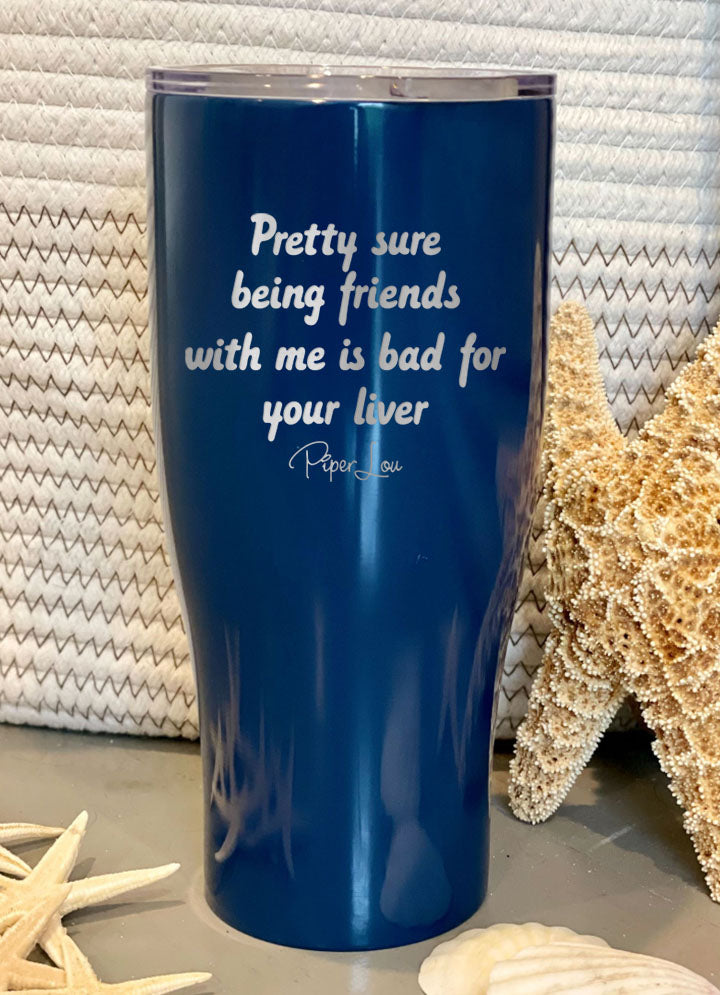 Pretty sure
being friends
with me is bad for
your liver
Piper Lou